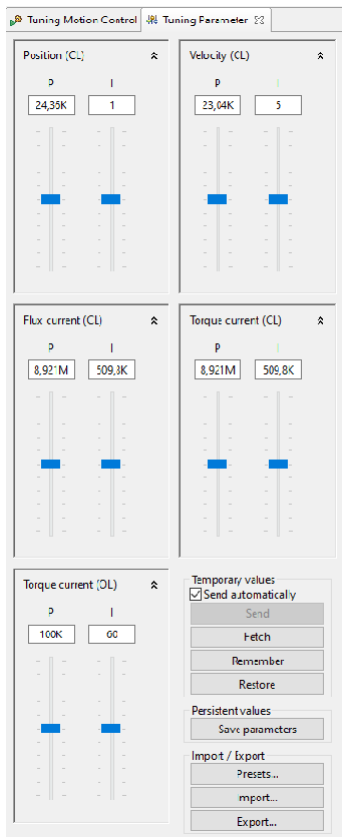 Tuning Motion Control Tuning Parameter
Position (CL) Velocity (CL)
P I P I
24,36K 1 23,04K 5
Flux current (CL) Torque current (CL)
P I P I
8,921M 509,8K 8,921M 509,8K
Torque current (OL)
P I
100K 60
Temporary values
Send automatically
Send
Fetch
Remember
Restore
Persistent values
Save parameters
Import / Export
Presets...
Import...
Export...